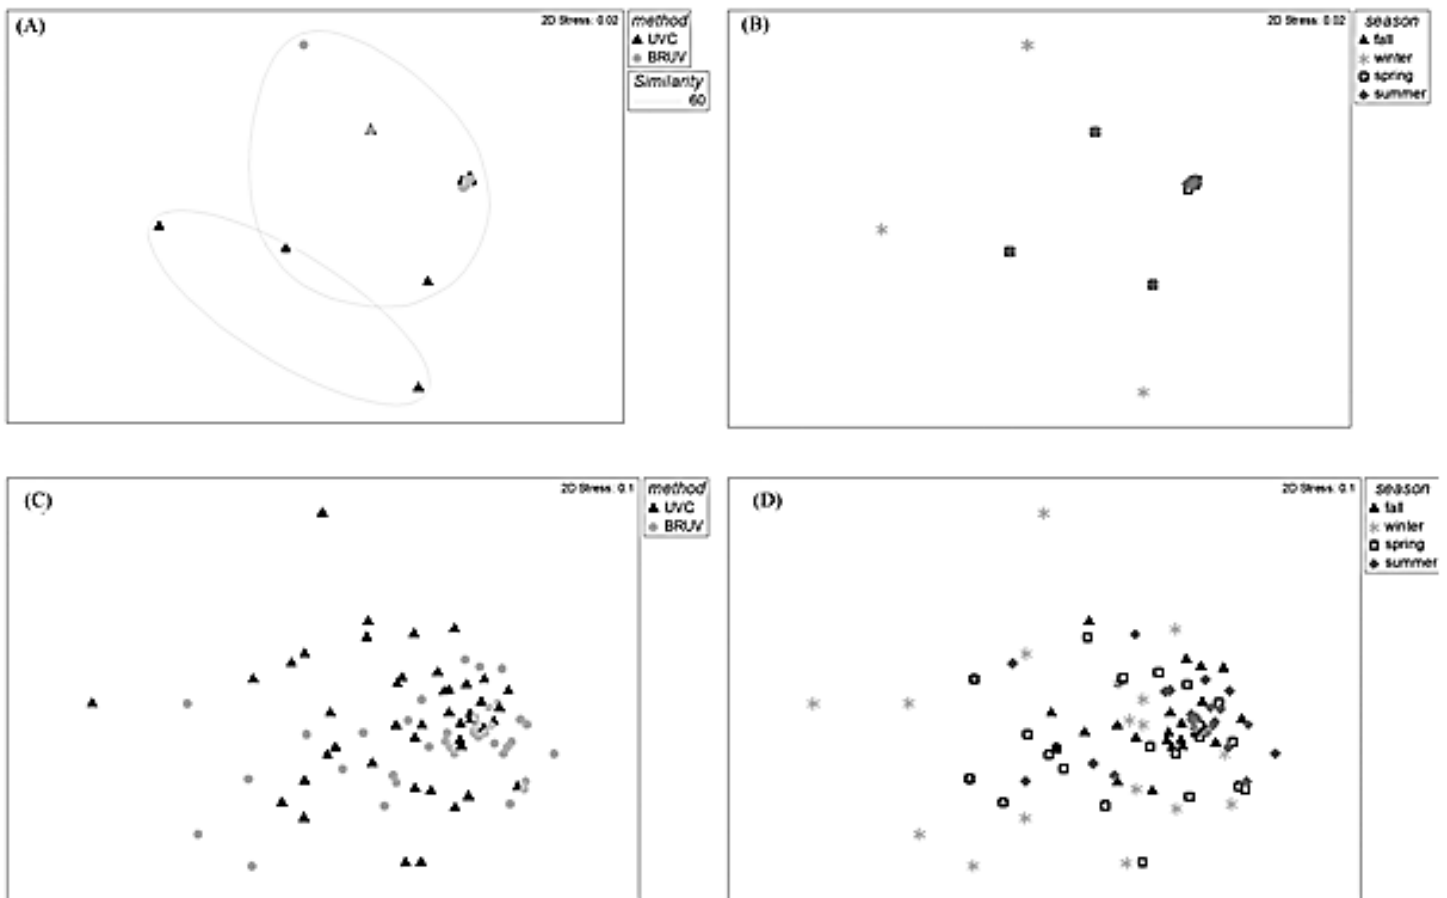 (A)
2D Stress: 0.02
method
UVC
BRUV
Similarity
60
(B)
2D Stress: 0.02
season
fall
winter
spring
summer
(C)
2D Stress: 0.1
method
UVC
BRUV
(D)
2D Stress: 0.1
season
fall
winter
spring
summer